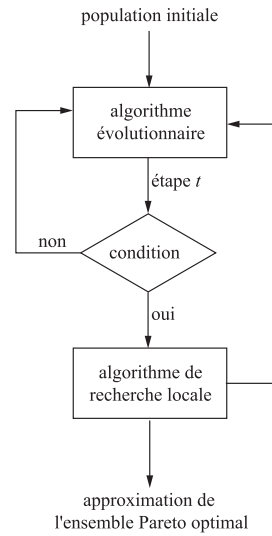 population initiale
algorithme
évolutionnaire
étape t
non
condition
oui
algorithme de
recherche locale
approximation de
l'ensemble Pareto optimal